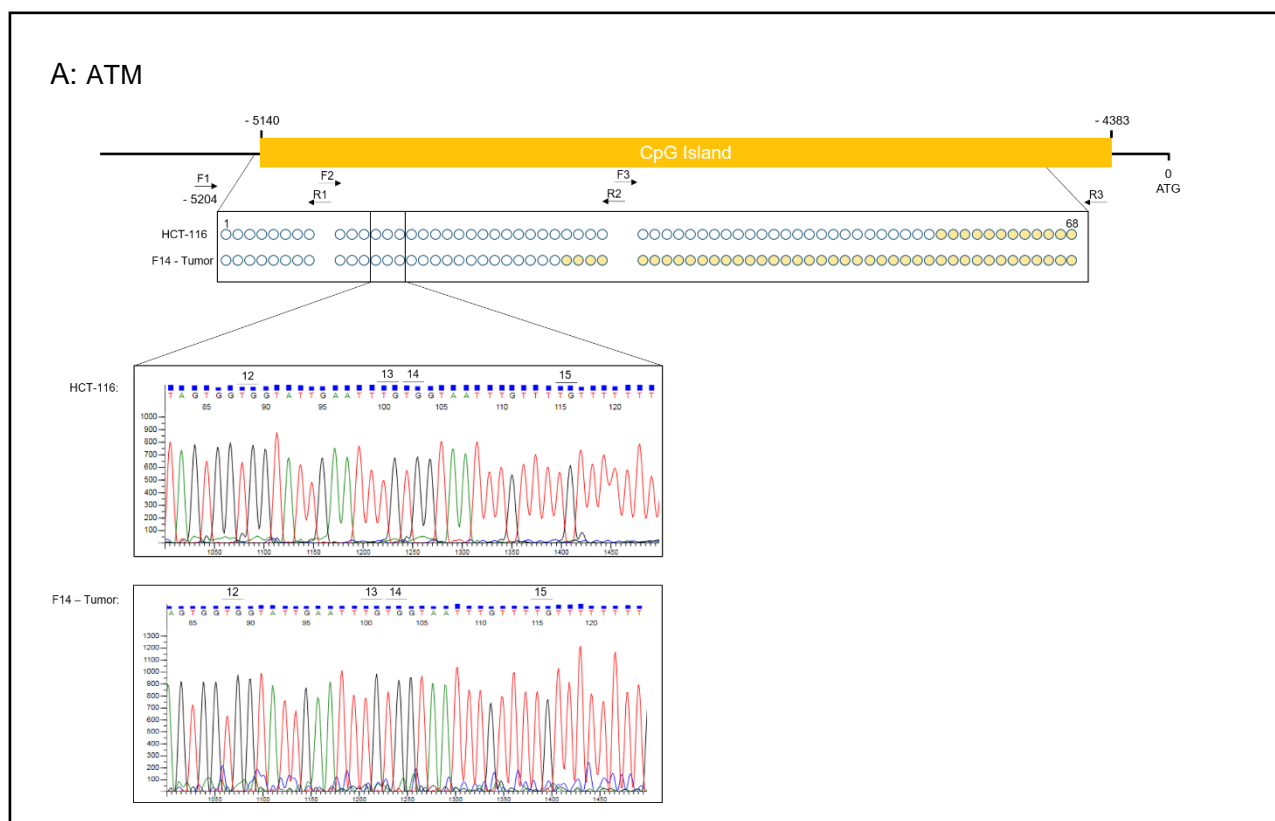 A: ATM
- 5140
- 4383
CpG Island
F1
F2
F3
0
ATG
- 5204
R1
R2
R3
1
68
HCT-116
F14 - Tumor
HCT-116:
12 13 14 15
TAGTGGTGGTATTGAATTTGTGGTAATTTGTTTTGTTTTTTT
85 90 95 100 105 110 115 120
1000
900
800
700
600
500
400
300
200
100
1050 1100 1150 1200 1250 1300 1350 1400 1450
F14 – Tumor:
12 13 14 15
AGTGGTGGTATTGAATTTGTGGTAATTTGTTTTGTTTTTTTT
85 90 95 100 105 110 115 120
1300
1200
1100
1000
900
800
700
600
500
400
300
200
100
1050 1100 1150 1200 1250 1300 1350 1400 1450